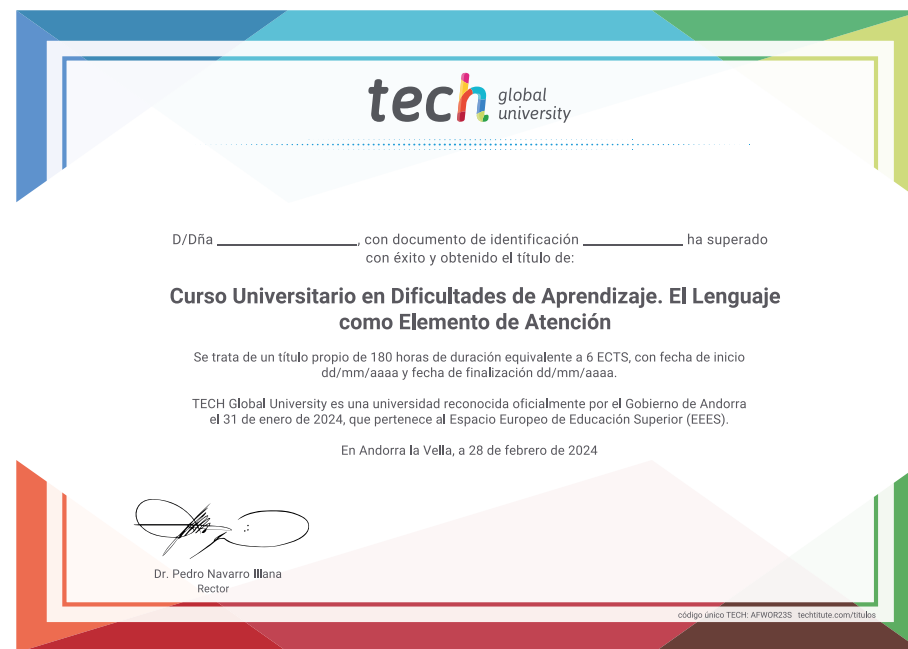 tech global university
D/Dña ____________________, con documento de identificación ______________ ha superado
con éxito y obtenido el título de:
Curso Universitario en Dificultades de Aprendizaje. El Lenguaje
como Elemento de Atención
Se trata de un título propio de 180 horas de duración equivalente a 6 ECTS, con fecha de inicio
dd/mm/aaaa y fecha de finalización dd/mm/aaaa.
TECH Global University es una universidad reconocida oficialmente por el Gobierno de Andorra
el 31 de enero de 2024, que pertenece al Espacio Europeo de Educación Superior (EEES).
En Andorra la Vella, a 28 de febrero de 2024
Dr. Pedro Navarro Illana
Rector
código único TECH: AFWOR23S techtitute.com/titulos